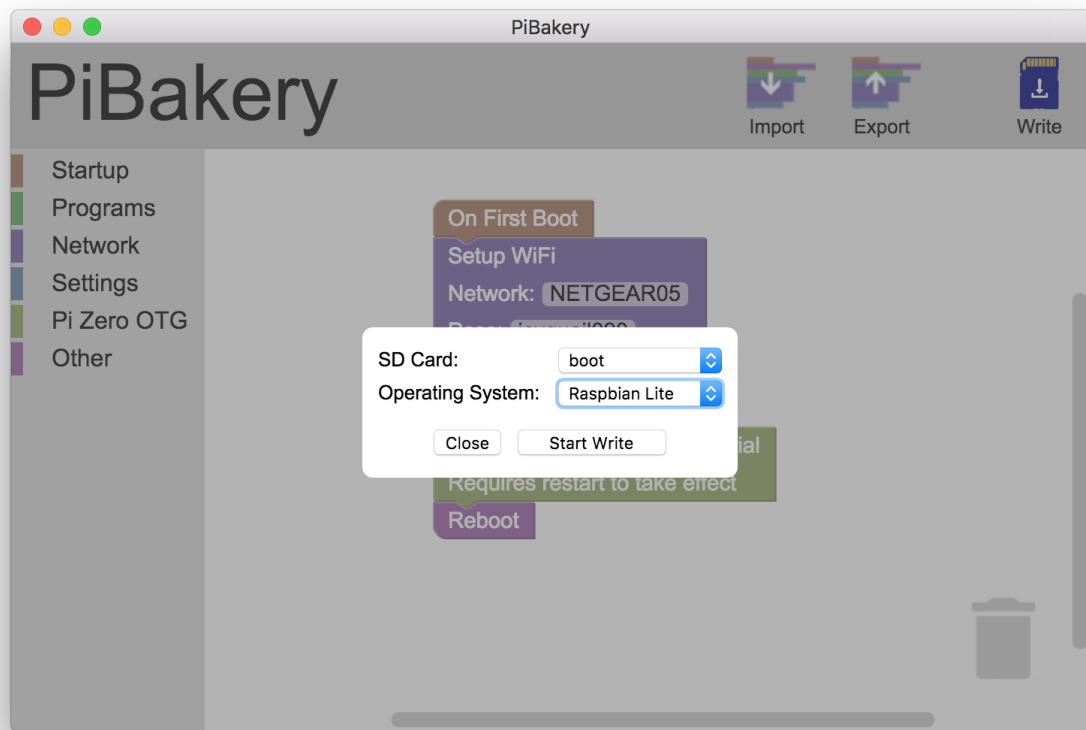 PiBakery
PiBakery
Import
Export
Write
Startup
Programs
Network
Settings
Pi Zero OTG
Other
On First Boot
Setup WiFi
Network: NETGEAR05
SD Card: boot
Operating System: Raspbian Lite
Close Start Write
ial
Requires restart to take effect
Reboot